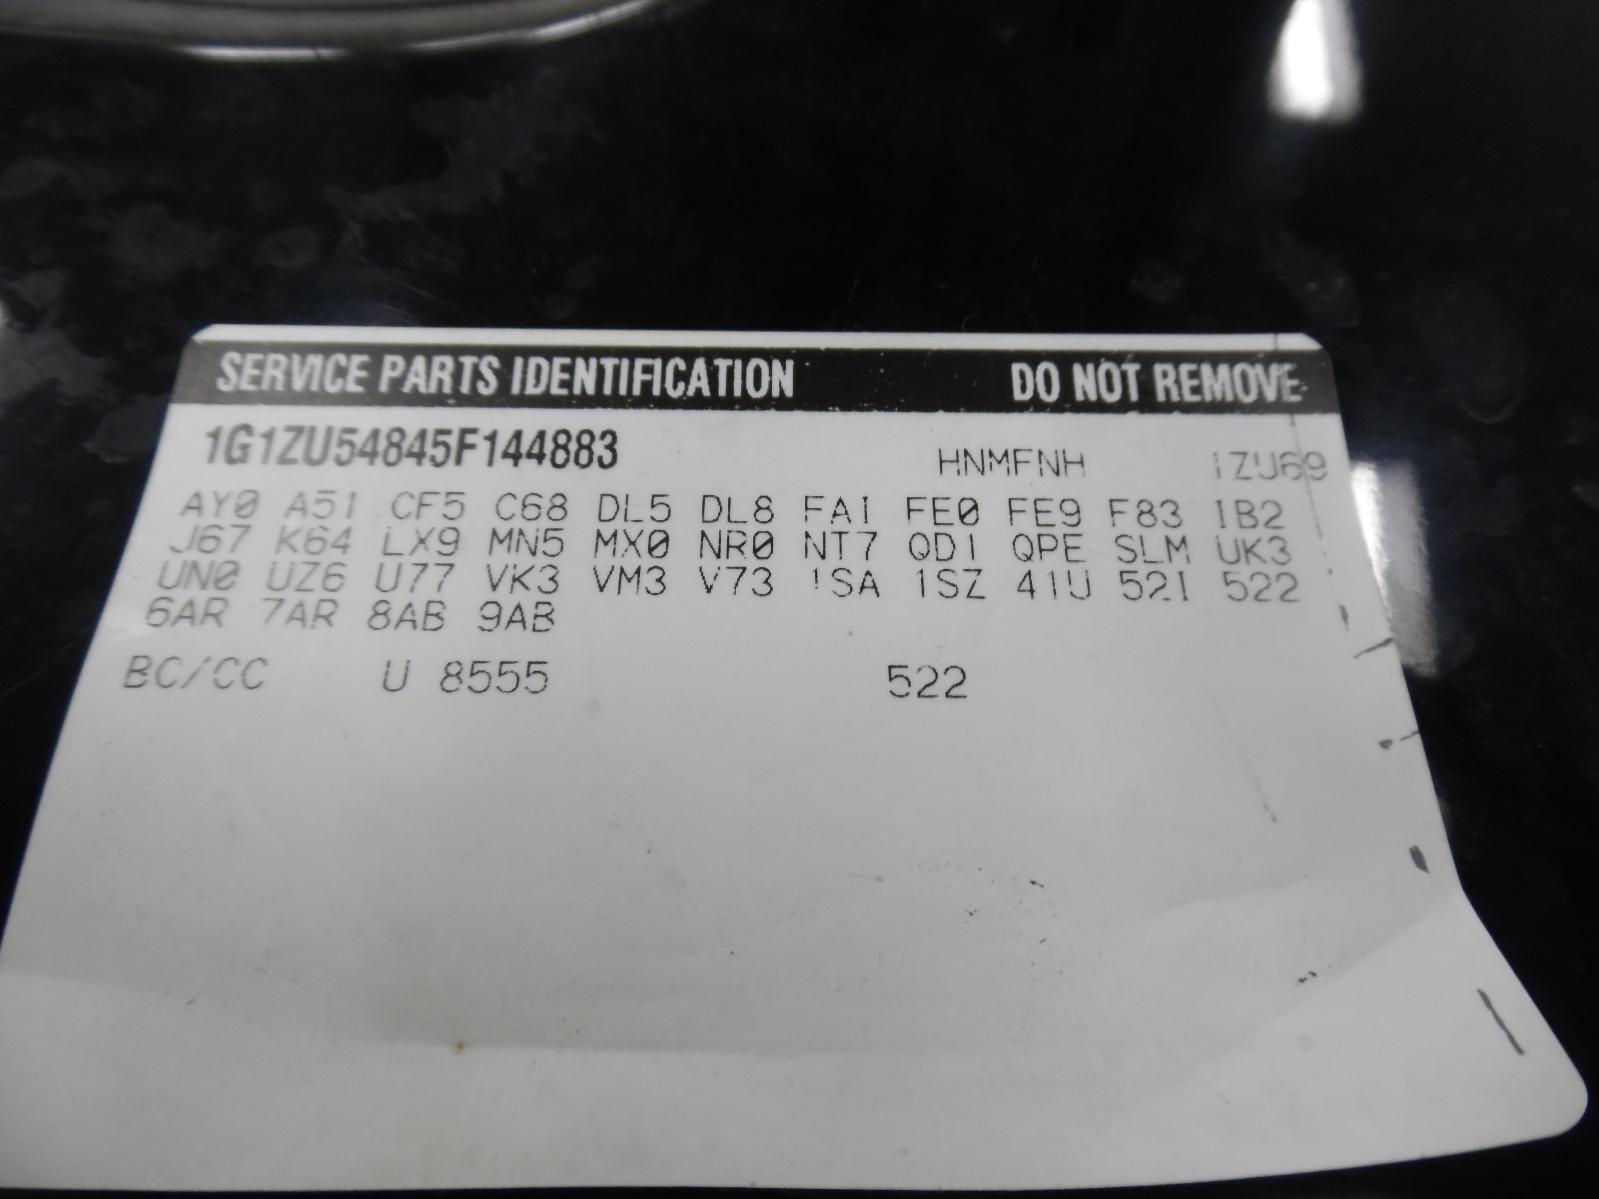 SERVICE PARTS IDENTIFICATION DO NOT REMOVE
1G1ZU54845F144883 HNMFNH 1ZU69
AY0 A51 CF5 C68 DL5 DL8 FAI FE0 FE9 F83 1B2
J67 K64 LX9 MN5 MX0 NR0 NT7 QD1 QPE SLM UK3
UN0 UZ6 U77 VK3 VM3 V73 1SA 1SZ 41U 52I 522
6AR 7AR 8AB 9AB
BC/CC U 8555 522